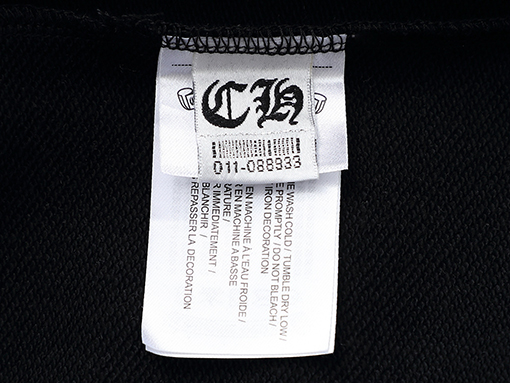 CH
011-088933
E WASH COLD / TUMBLE DRY LOW /
PROMPTLY / DO NOT BLEACH /
IRON DECORATION
EN MACHINE À L'EAU FROIDE /
R EN MACHINE A BASSE
RATURE /
R IMMEDIATEMENT /
BLANCHIR /
REPASSER LA DECORATION